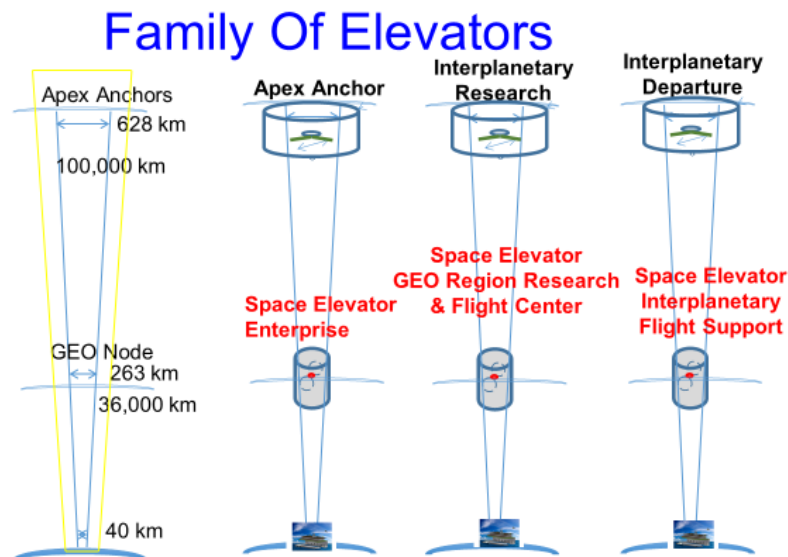 Family Of Elevators
Apex Anchors
628 km
100,000 km
GEO Node
263 km
36,000 km
40 km
Apex Anchor
Space Elevator
Enterprise
Interplanetary
Research
Space Elevator
GEO Region Research
& Flight Center
Interplanetary
Departure
Space Elevator
Interplanetary
Flight Support